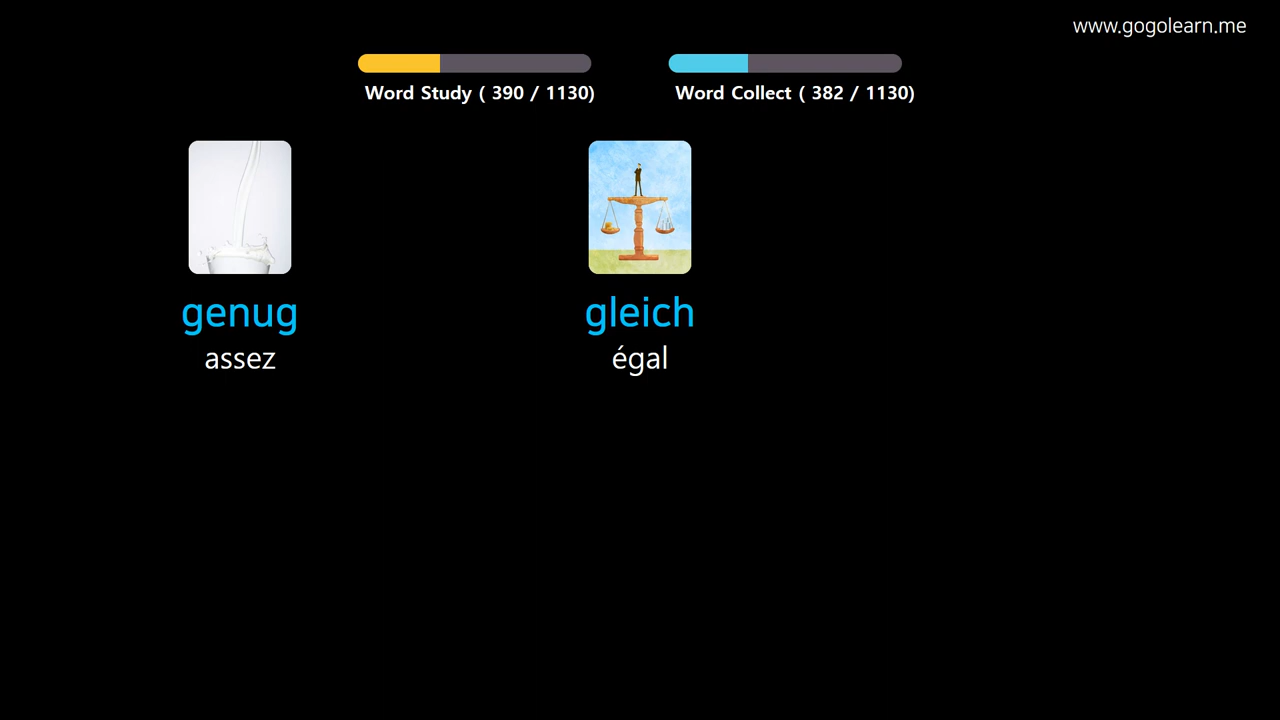 www.gogolearn.me
Word Study ( 390 / 1130)
Word Collect ( 382 / 1130)
genug
gleich
assez
égal